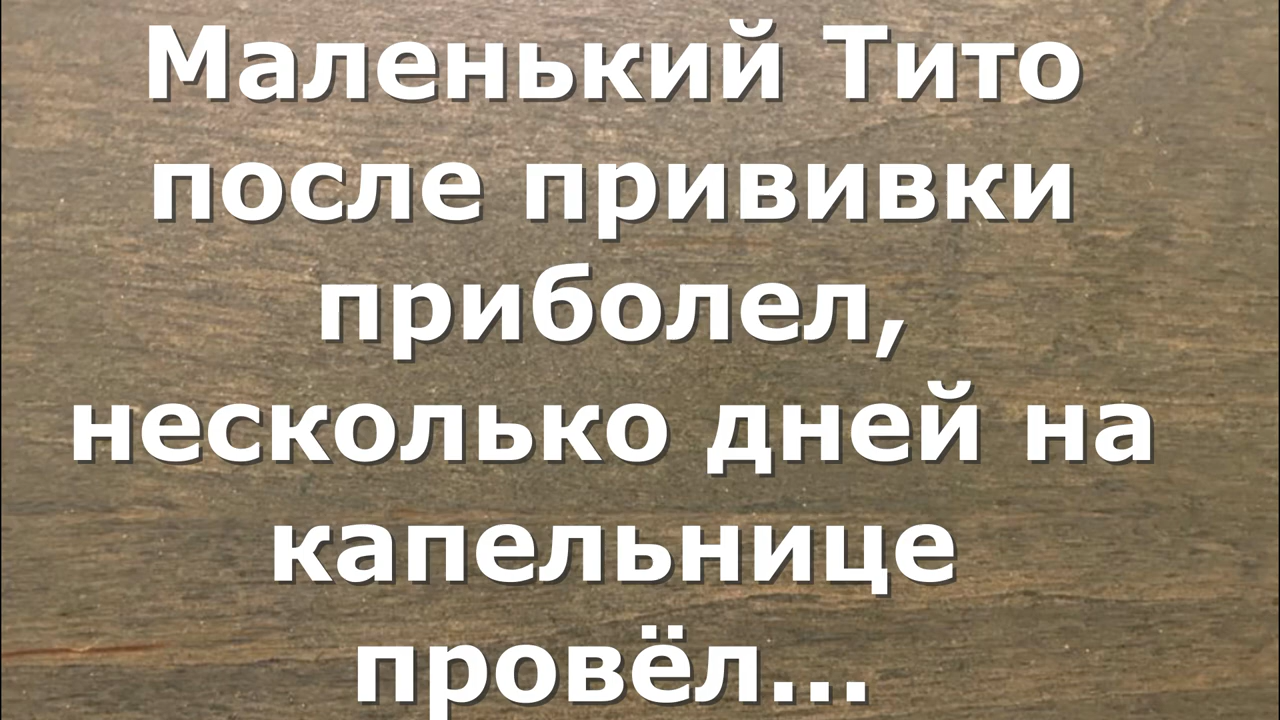 Маленький Тито
после прививки
приболел,
несколько дней на
капельнице
провёл...